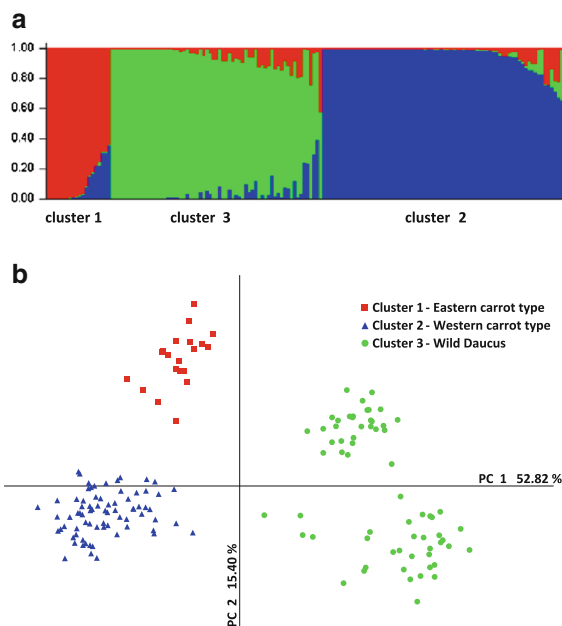 a
1.00
0.80
0.60
0.40
0.20
0.00
cluster 1
cluster 3
cluster 2
b
Cluster 1 - Eastern carrot type
Cluster 2 - Western carrot type
Cluster 3 - Wild Daucus
PC 1 52.82 %
PC 2 15.40 %